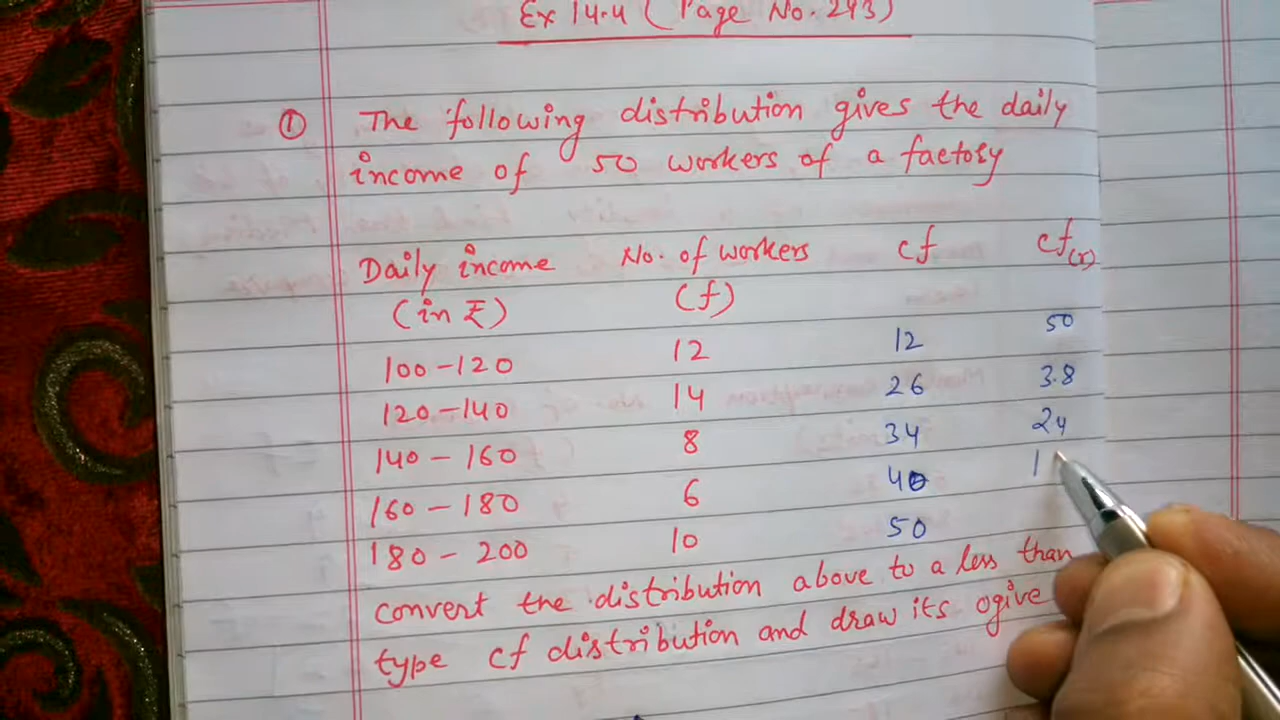 Ex 14.4 (Page No. 293)
① The following distribution gives the daily
income of 50 workers of a factory
Daily income No. of workers cf cf(r)
(in ₹) (f)
100-120 12 12 50
120-140 14 26 3.8
140-160 8 34 24
160-180 6 40 1
180-200 10 50
convert the distribution above to a less than
type cf distribution and draw its ogive